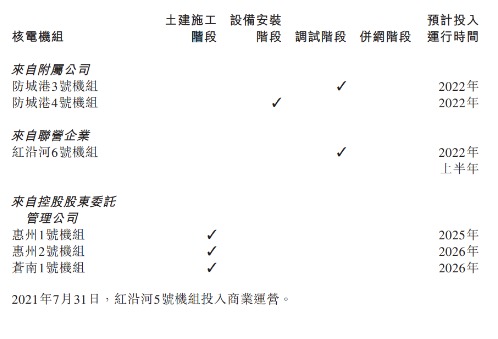 土建施工 設備安裝 預計投入
核電機組 階段 階段 調試階段 併網階段 運行時間
來自附屬公司
防城港3號機組 ✓ 2022年
防城港4號機組 ✓ 2022年
來自聯營企業
紅沿河6號機組 ✓ 2022年
上半年
來自控股股東委託
管理公司
惠州1號機組 ✓ 2025年
惠州2號機組 ✓ 2026年
蒼南1號機組 ✓ 2026年
2021年7月31日，紅沿河5號機組投入商業運營。